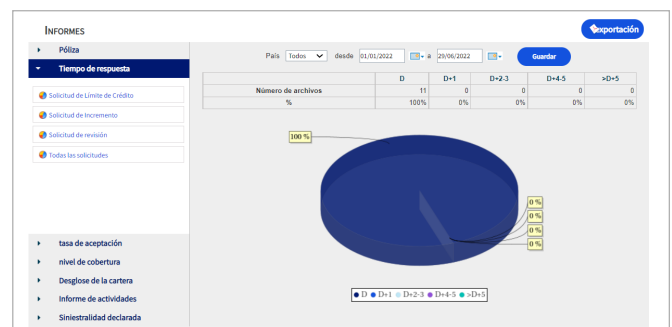 INFORMES
exportación
Póliza
Tiempo de respuesta
Solicitud de Límite de Crédito
Solicitud de Incremento
Solicitud de revisión
Todas las solicitudes
tasa de aceptación
nivel de cobertura
Desglose de la cartera
Informe de actividades
Siniestralidad declarada
País Todos desde 01/01/2022 a 29/06/2022 Guardar
D D+1 D+2-3 D+4-5 >D+5
Número de archivos 11 0 0 0 0
% 100% 0% 0% 0% 0%
100 %
0 %
0 %
0 %
0 %
D D+1 D+2-3 D+4-5 >D+5